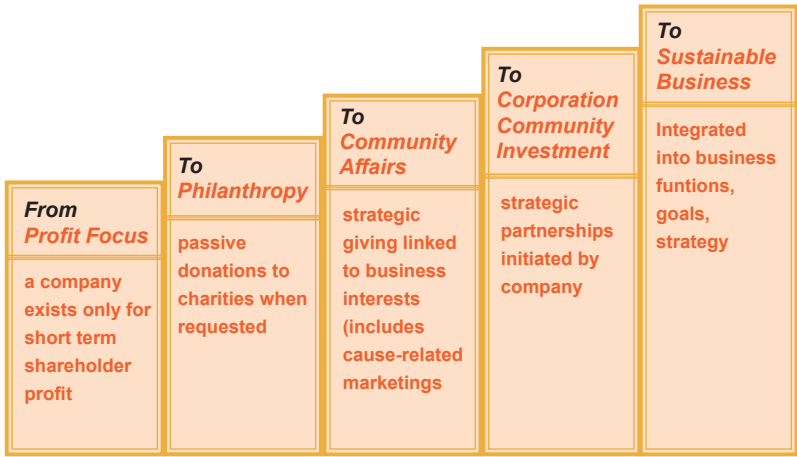 From
Profit Focus
a company
exists only for
short term
shareholder
profit
To
Philanthropy
passive
donations to
charities when
requested
To
Community
Affairs
strategic
giving linked
to business
interests
(includes
cause-related
marketings
To
Corporation
Community
Investment
strategic
partnerships
initiated by
company
To
Sustainable
Business
Integrated
into business
funtions,
goals,
strategy